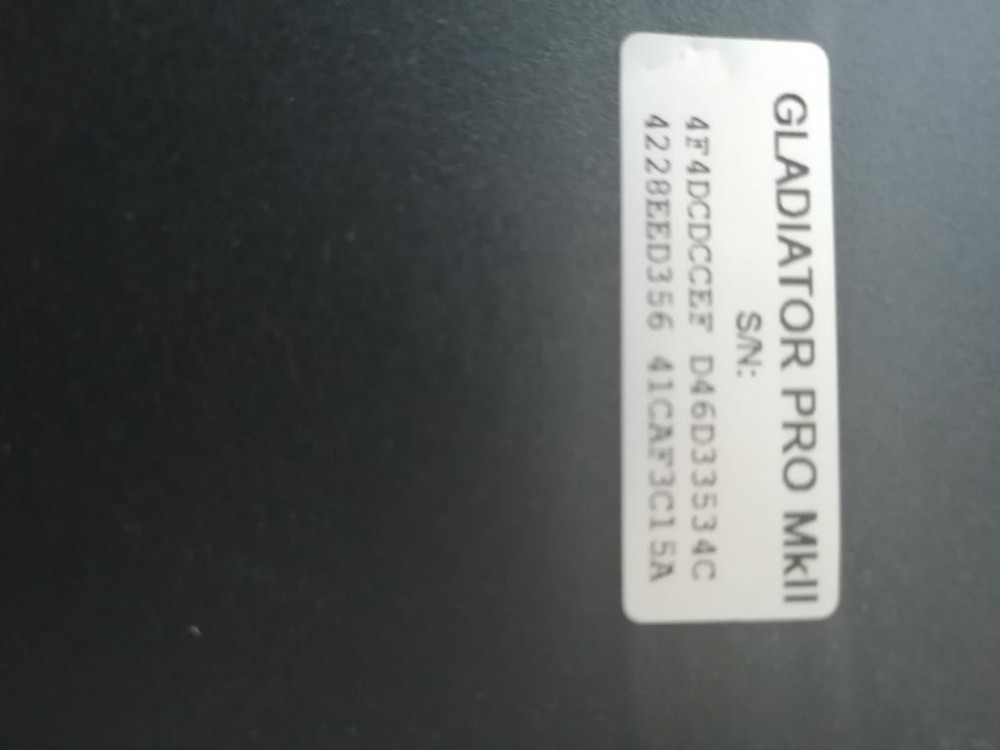 GLADIATOR PRO MkII
S/N:
4F4DCDCCEF D46D33534C
4228EED356 41CAF3C15A